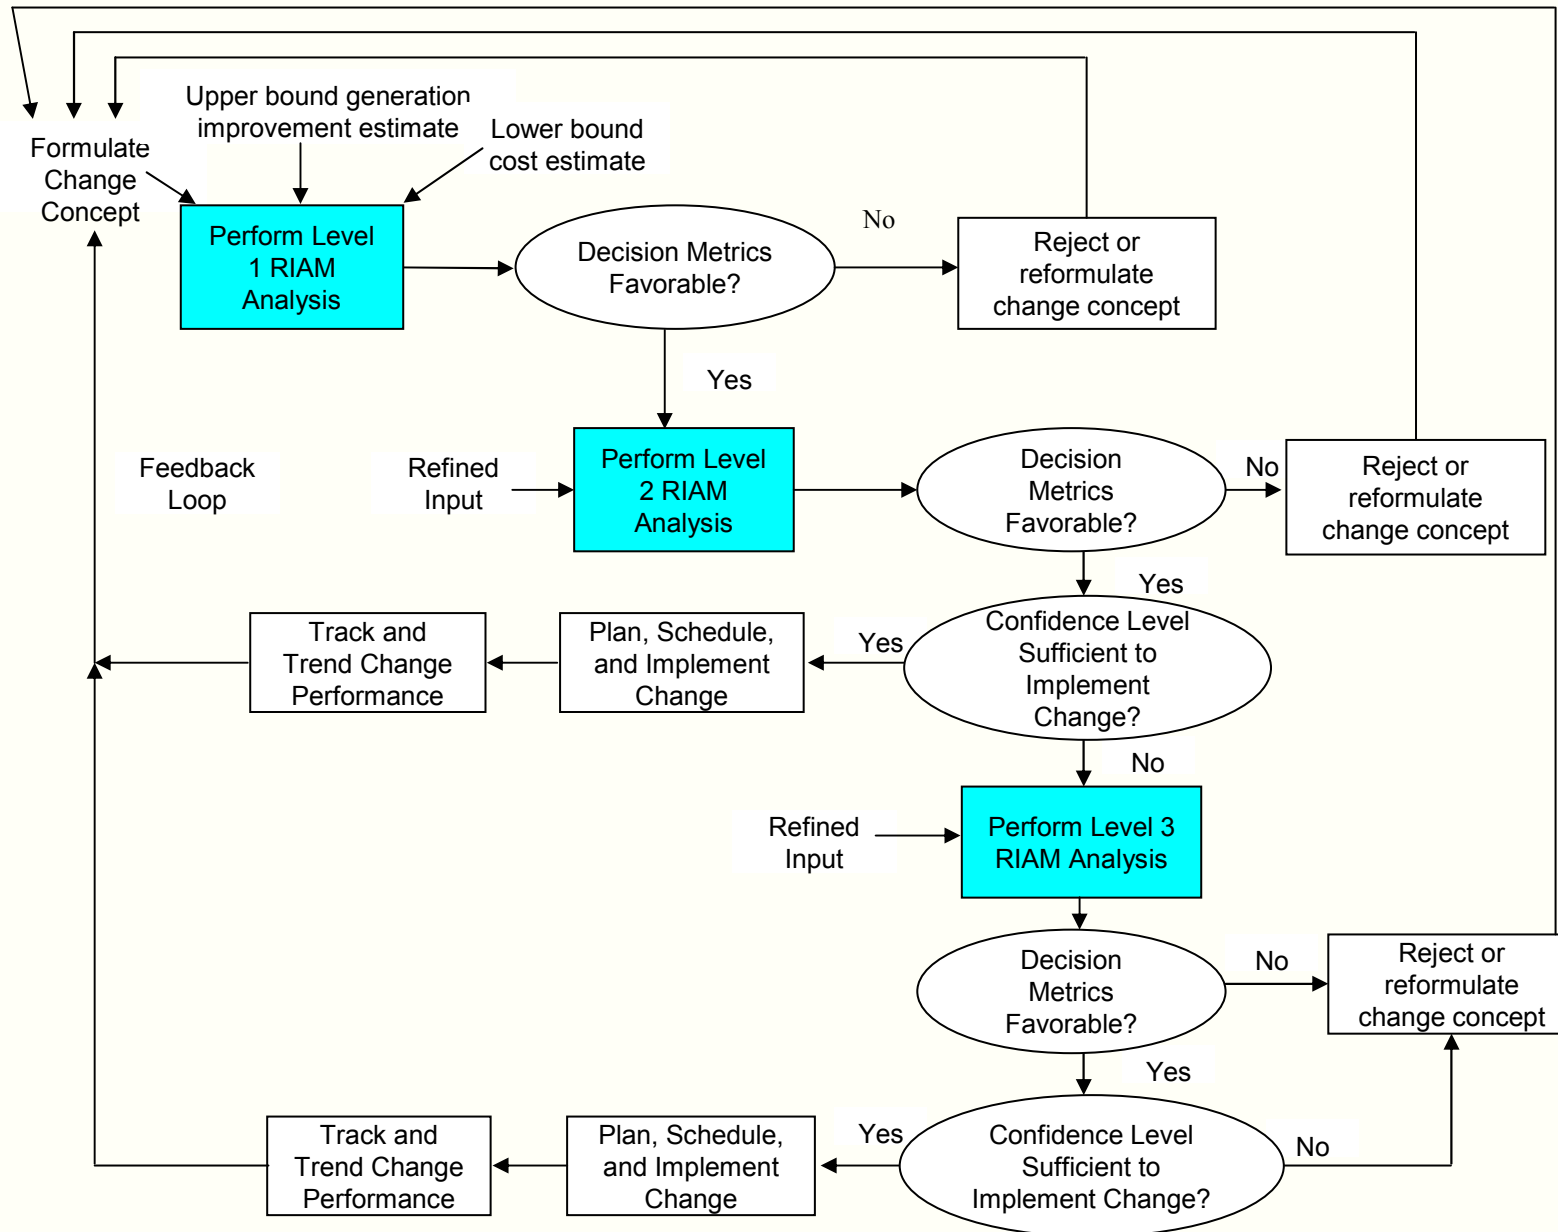 Upper bound generation
improvement estimate
Lower bound
cost estimate
Formulate
Change
Concept
Perform Level
1 RIAM
Analysis
Decision Metrics
Favorable?
No
Reject or
reformulate
change concept
Yes
Feedback
Loop
Refined
Input
Perform Level
2 RIAM
Analysis
Decision
Metrics
Favorable?
No
Reject or
reformulate
change concept
Yes
Track and
Trend Change
Performance
Plan, Schedule,
and Implement
Change
Yes
Confidence Level
Sufficient to
Implement
Change?
No
Refined
Input
Perform Level 3
RIAM Analysis
Decision
Metrics
Favorable?
No
Reject or
reformulate
change concept
Yes
Track and
Trend Change
Performance
Plan, Schedule,
and Implement
Change
Yes
Confidence Level
Sufficient to
Implement Change?
No